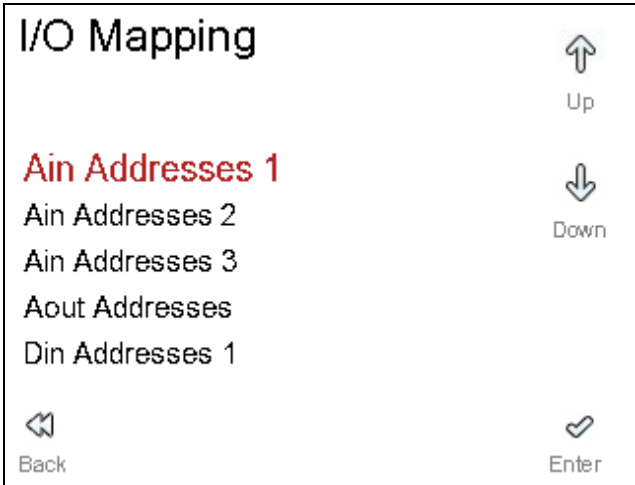 I/O Mapping
Up
Ain Addresses 1
Ain Addresses 2
Down
Ain Addresses 3
Aout Addresses
Din Addresses 1
Back
Enter